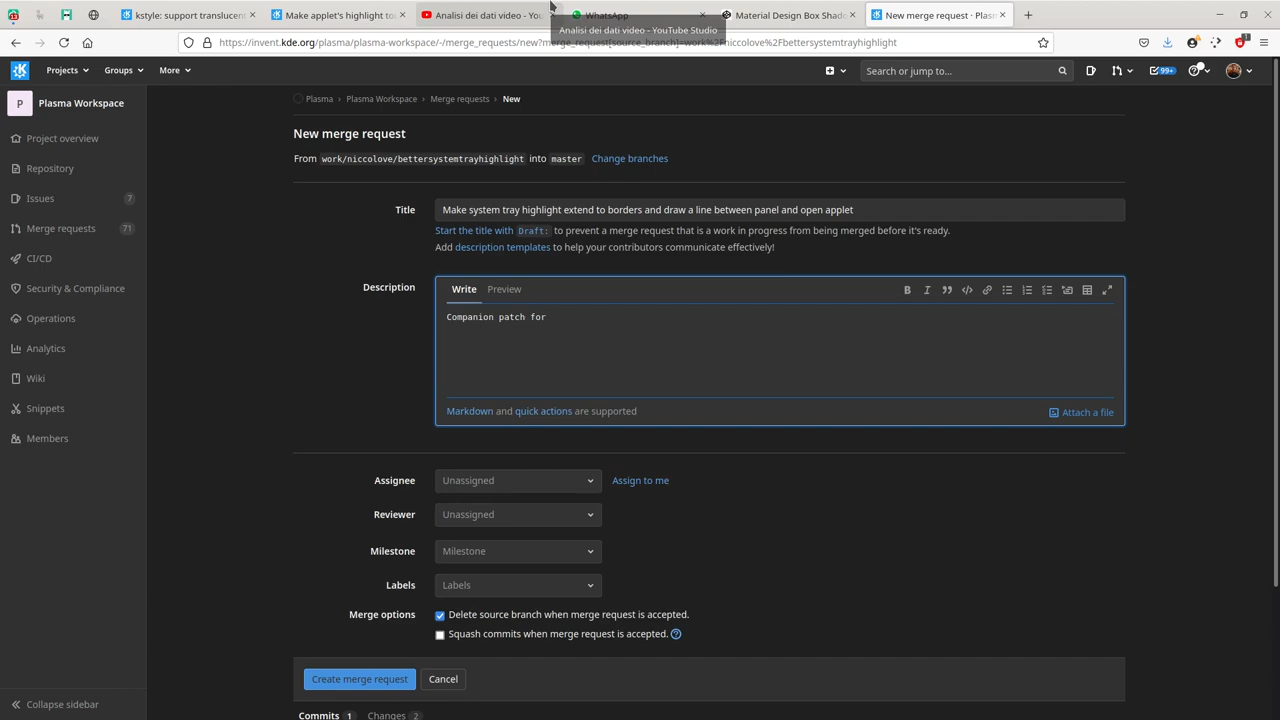 kstyle: support translucent
Make applet's highlight to
Analisi dei dati video - You
WhatsApp
Material Design Box Shad
New merge request · Plasm
Analisi dei dati video - YouTube Studio
https://invent.kde.org/plasma/plasma-workspace/-/merge_requests/new?merge_request[source_branch]=work%2Fniccolove%2Fbettersystemtrayhighlight
Projects
Groups
More
Search or jump to...
99+
P
Plasma Workspace
Plasma › Plasma Workspace › Merge requests › New
Project overview
Repository
Issues 7
Merge requests 71
CI/CD
Security & Compliance
Operations
Analytics
Wiki
Snippets
Members
Collapse sidebar
New merge request
From work/niccolove/bettersystemtrayhighlight into master Change branches
Title
Make system tray highlight extend to borders and draw a line between panel and open applet
Start the title with Draft: to prevent a merge request that is a work in progress from being merged before it's ready.
Add description templates to help your contributors communicate effectively!
Description
Write Preview
Companion patch for
Markdown and quick actions are supported
Attach a file
Assignee
Unassigned
Assign to me
Reviewer
Unassigned
Milestone
Milestone
Labels
Labels
Merge options
Delete source branch when merge request is accepted.
Squash commits when merge request is accepted.
Create merge request
Cancel
Commits 1
Changes 2